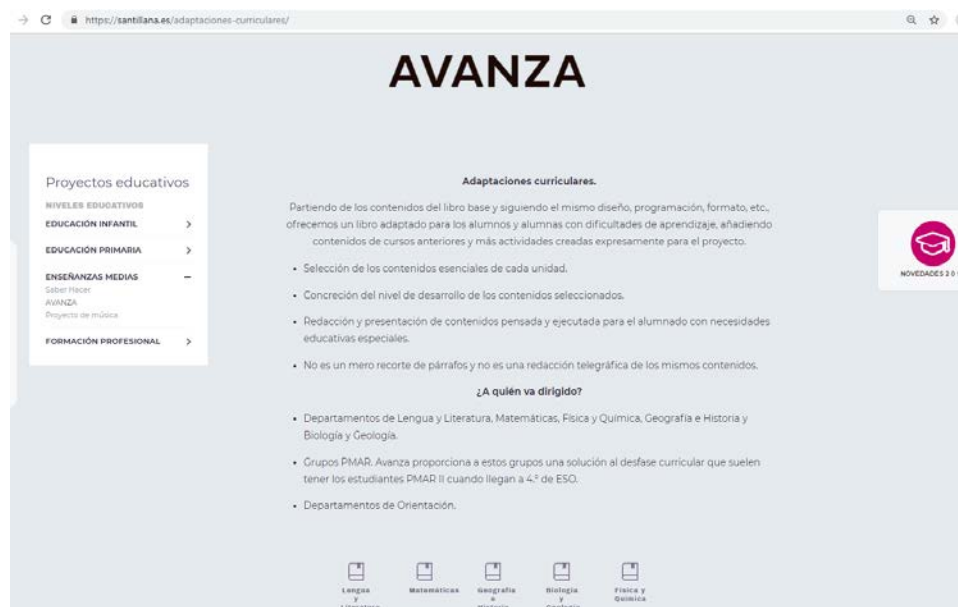 https://santillana.es/adaptaciones-curriculares/
AVANZA
Proyectos educativos
NIVELES EDUCATIVOS
EDUCACIÓN INFANTIL
EDUCACIÓN PRIMARIA
ENSEÑANZAS MEDIAS
Saber Hacer
AVANZA
Proyecto de música
FORMACIÓN PROFESIONAL
Adaptaciones curriculares.
Partiendo de los contenidos del libro base y siguiendo el mismo diseño, programación, formato, etc.,
ofrecemos un libro adaptado para los alumnos y alumnas con dificultades de aprendizaje, añadiendo
contenidos de cursos anteriores y más actividades creadas expresamente para el proyecto.
• Selección de los contenidos esenciales de cada unidad.
• Concreción del nivel de desarrollo de los contenidos seleccionados.
• Redacción y presentación de contenidos pensada y ejecutada para el alumnado con necesidades
educativas especiales.
• No es un mero recorte de párrafos y no es una redacción telegráfica de los mismos contenidos.
¿A quién va dirigido?
• Departamentos de Lengua y Literatura, Matemáticas, Física y Química, Geografía e Historia y
Biología y Geología.
• Grupos PMAR. Avanza proporciona a estos grupos una solución al desfase curricular que suelen
tener los estudiantes PMAR II cuando llegan a 4.º de ESO.
• Departamentos de Orientación.
NOVEDADES 2 0
Lengua
y
Literatura
Matemáticas
Geografía
e
Historia
Biología
y
Geología
Física y
Química